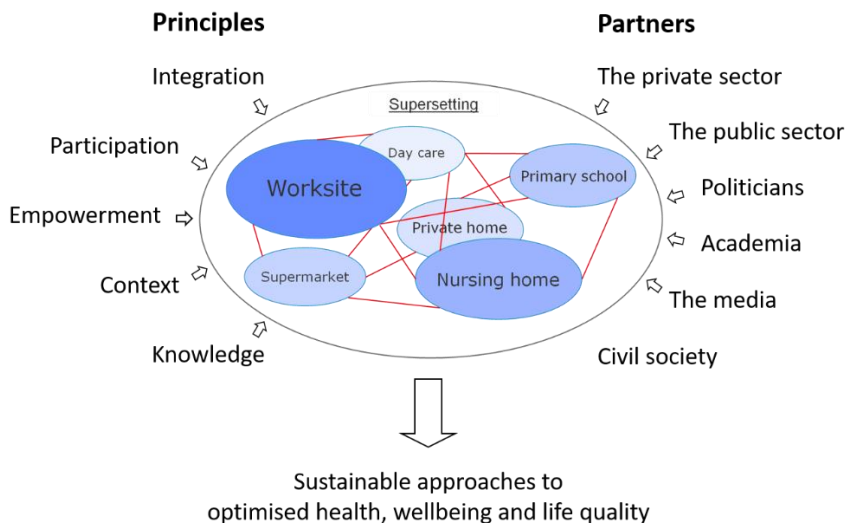 Principles
Partners
Integration
The private sector
Supersetting
Participation
The public sector
Day care
Worksite
Primary school
Politicians
Empowerment
Private home
Academia
Supermarket
Nursing home
Context
The media
Knowledge
Civil society
Sustainable approaches to
optimised health, wellbeing and life quality